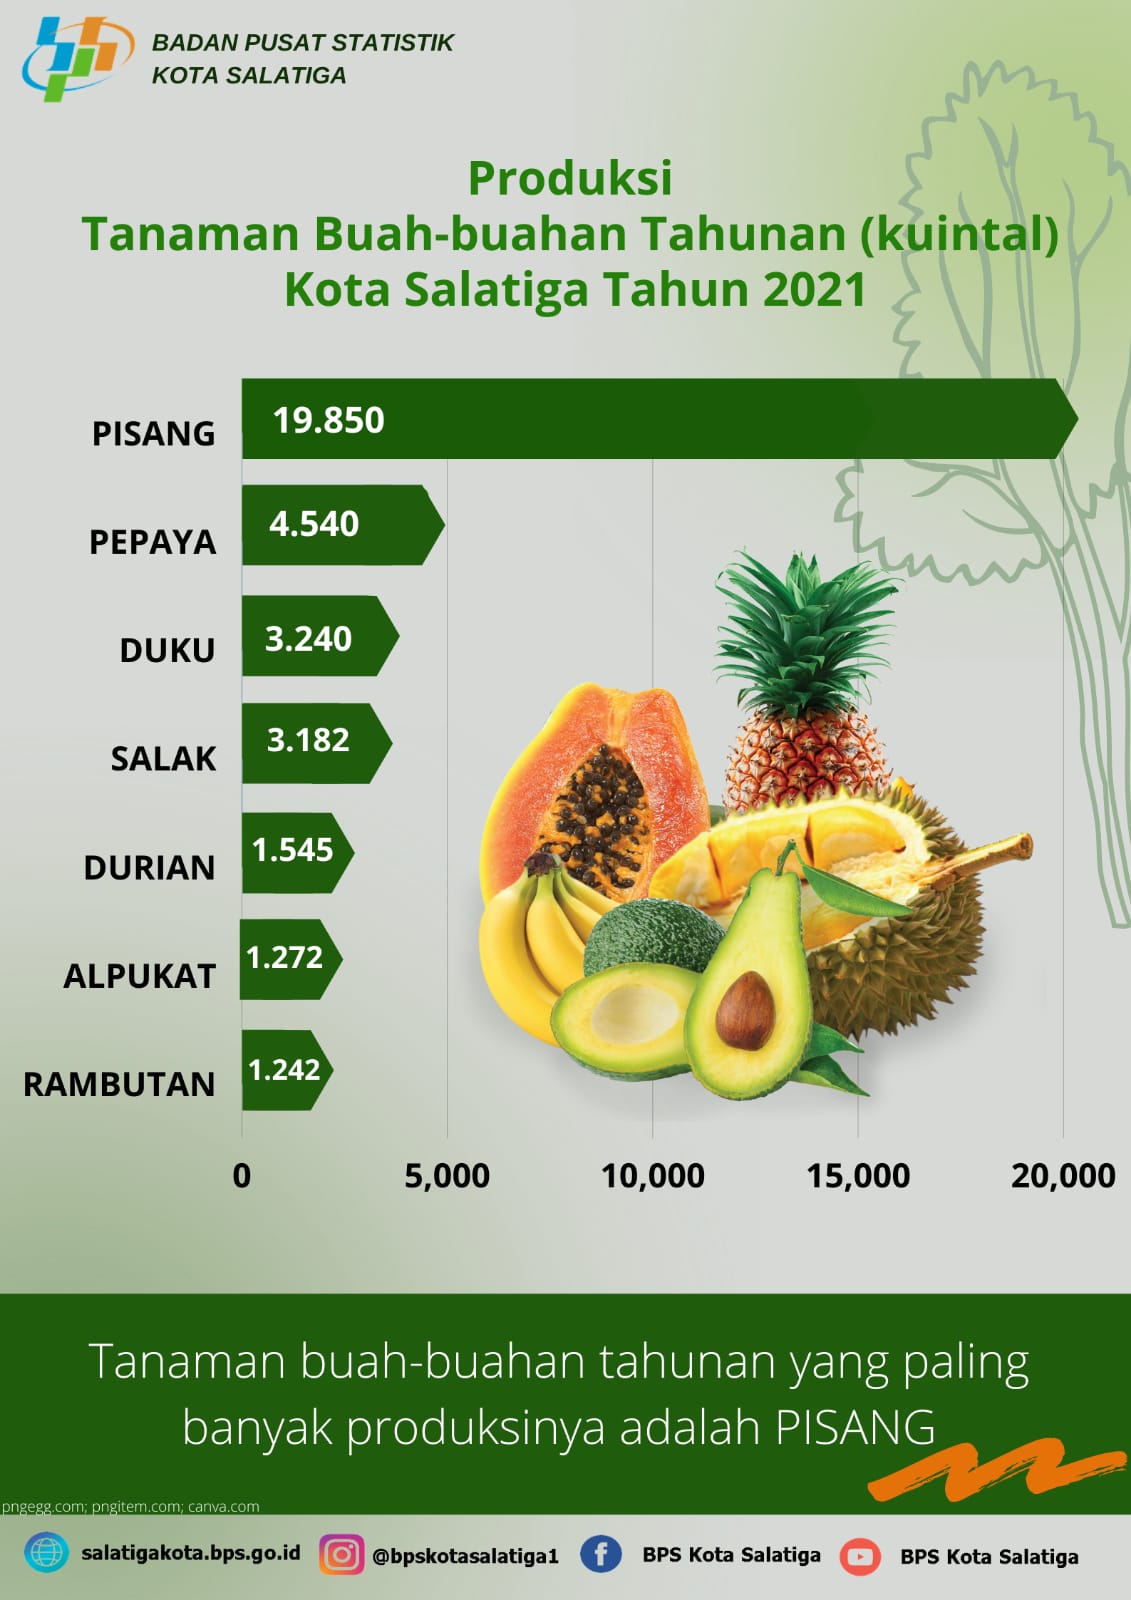 BADAN PUSAT STATISTIK
KOTA SALATIGA
Produksi
Tanaman Buah-buahan Tahunan (kuintal)
Kota Salatiga Tahun 2021
PISANG 19.850
PEPAYA 4.540
DUKU 3.240
SALAK 3.182
DURIAN 1.545
ALPUKAT 1.272
RAMBUTAN 1.242
0 5,000 10,000 15,000 20,000
Tanaman buah-buahan tahunan yang paling
banyak produksinya adalah PISANG
pngegg.com; pngitem.com; canva.com
salatigakota.bps.go.id @bpskotasalatiga1 BPS Kota Salatiga BPS Kota Salatiga